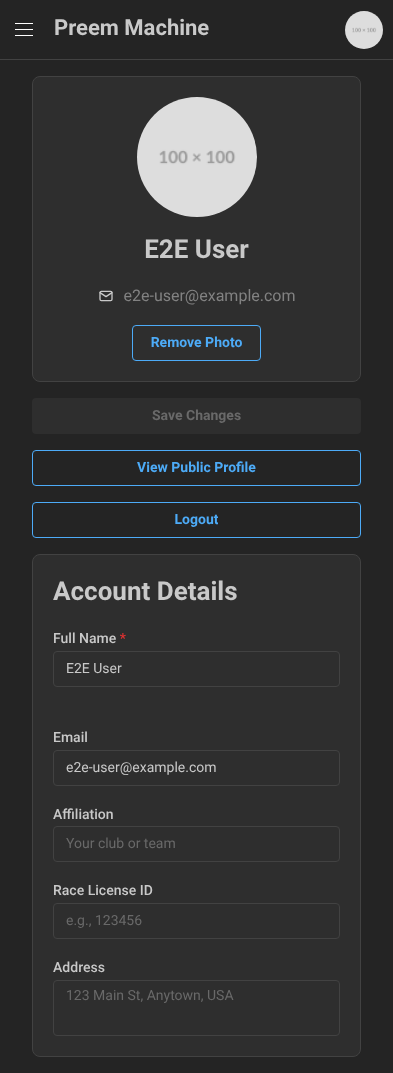 Preem Machine
100 × 100
100 × 100
E2E User
e2e-user@example.com
Remove Photo
Save Changes
View Public Profile
Logout
Account Details
Full Name *
E2E User
Email
e2e-user@example.com
Affiliation
Your club or team
Race License ID
e.g., 123456
Address
123 Main St, Anytown, USA